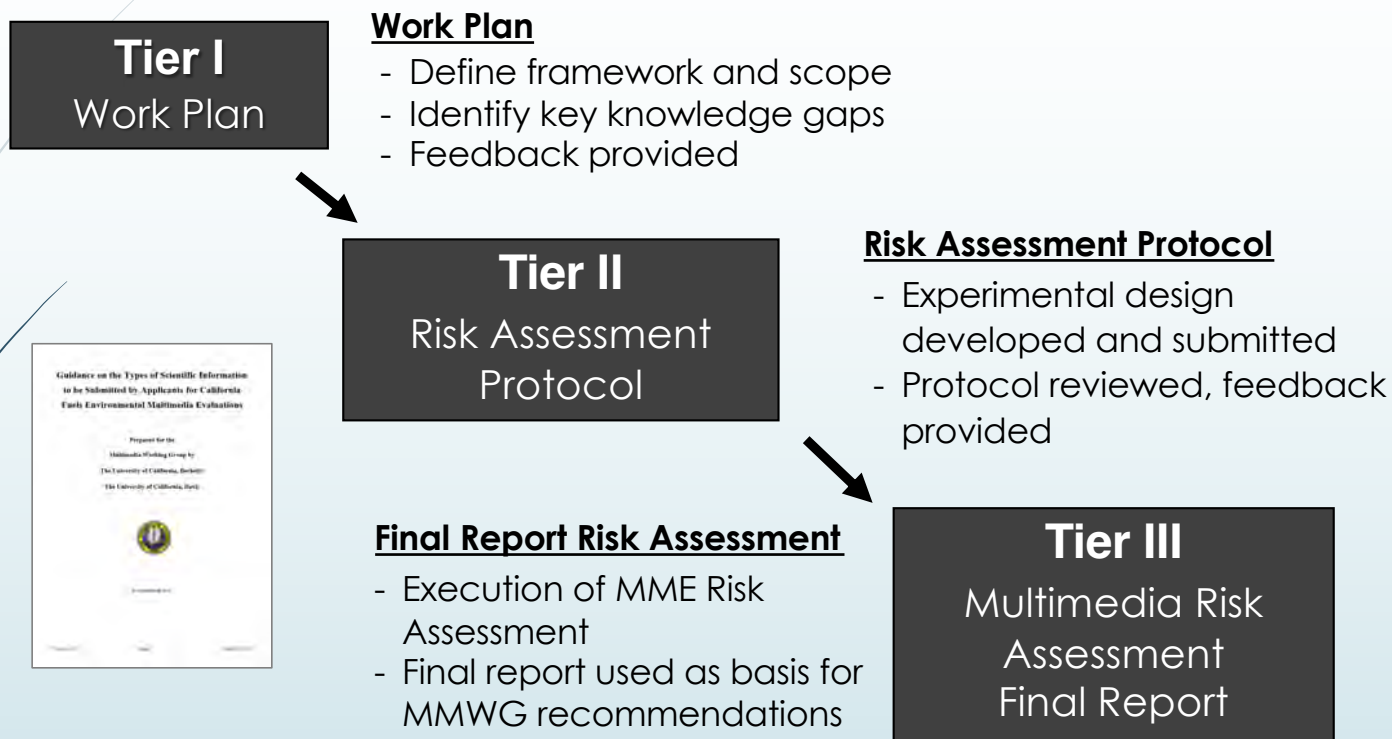 Tier I
Work Plan
Work Plan
- Define framework and scope
- Identify key knowledge gaps
- Feedback provided
Tier II
Risk Assessment
Protocol
Risk Assessment Protocol
- Experimental design
developed and submitted
- Protocol reviewed, feedback
provided
Guidance on the Types of Scientific Information
to be Submitted by Applicants for California
Fuels Environmental Multimedia Evaluations
Prepared for the
Multimedia Working Group by
The University of California, Berkeley
The University of California, Davis
Final Report Risk Assessment
- Execution of MME Risk
Assessment
- Final report used as basis for
MMWG recommendations
Tier III
Multimedia Risk
Assessment
Final Report